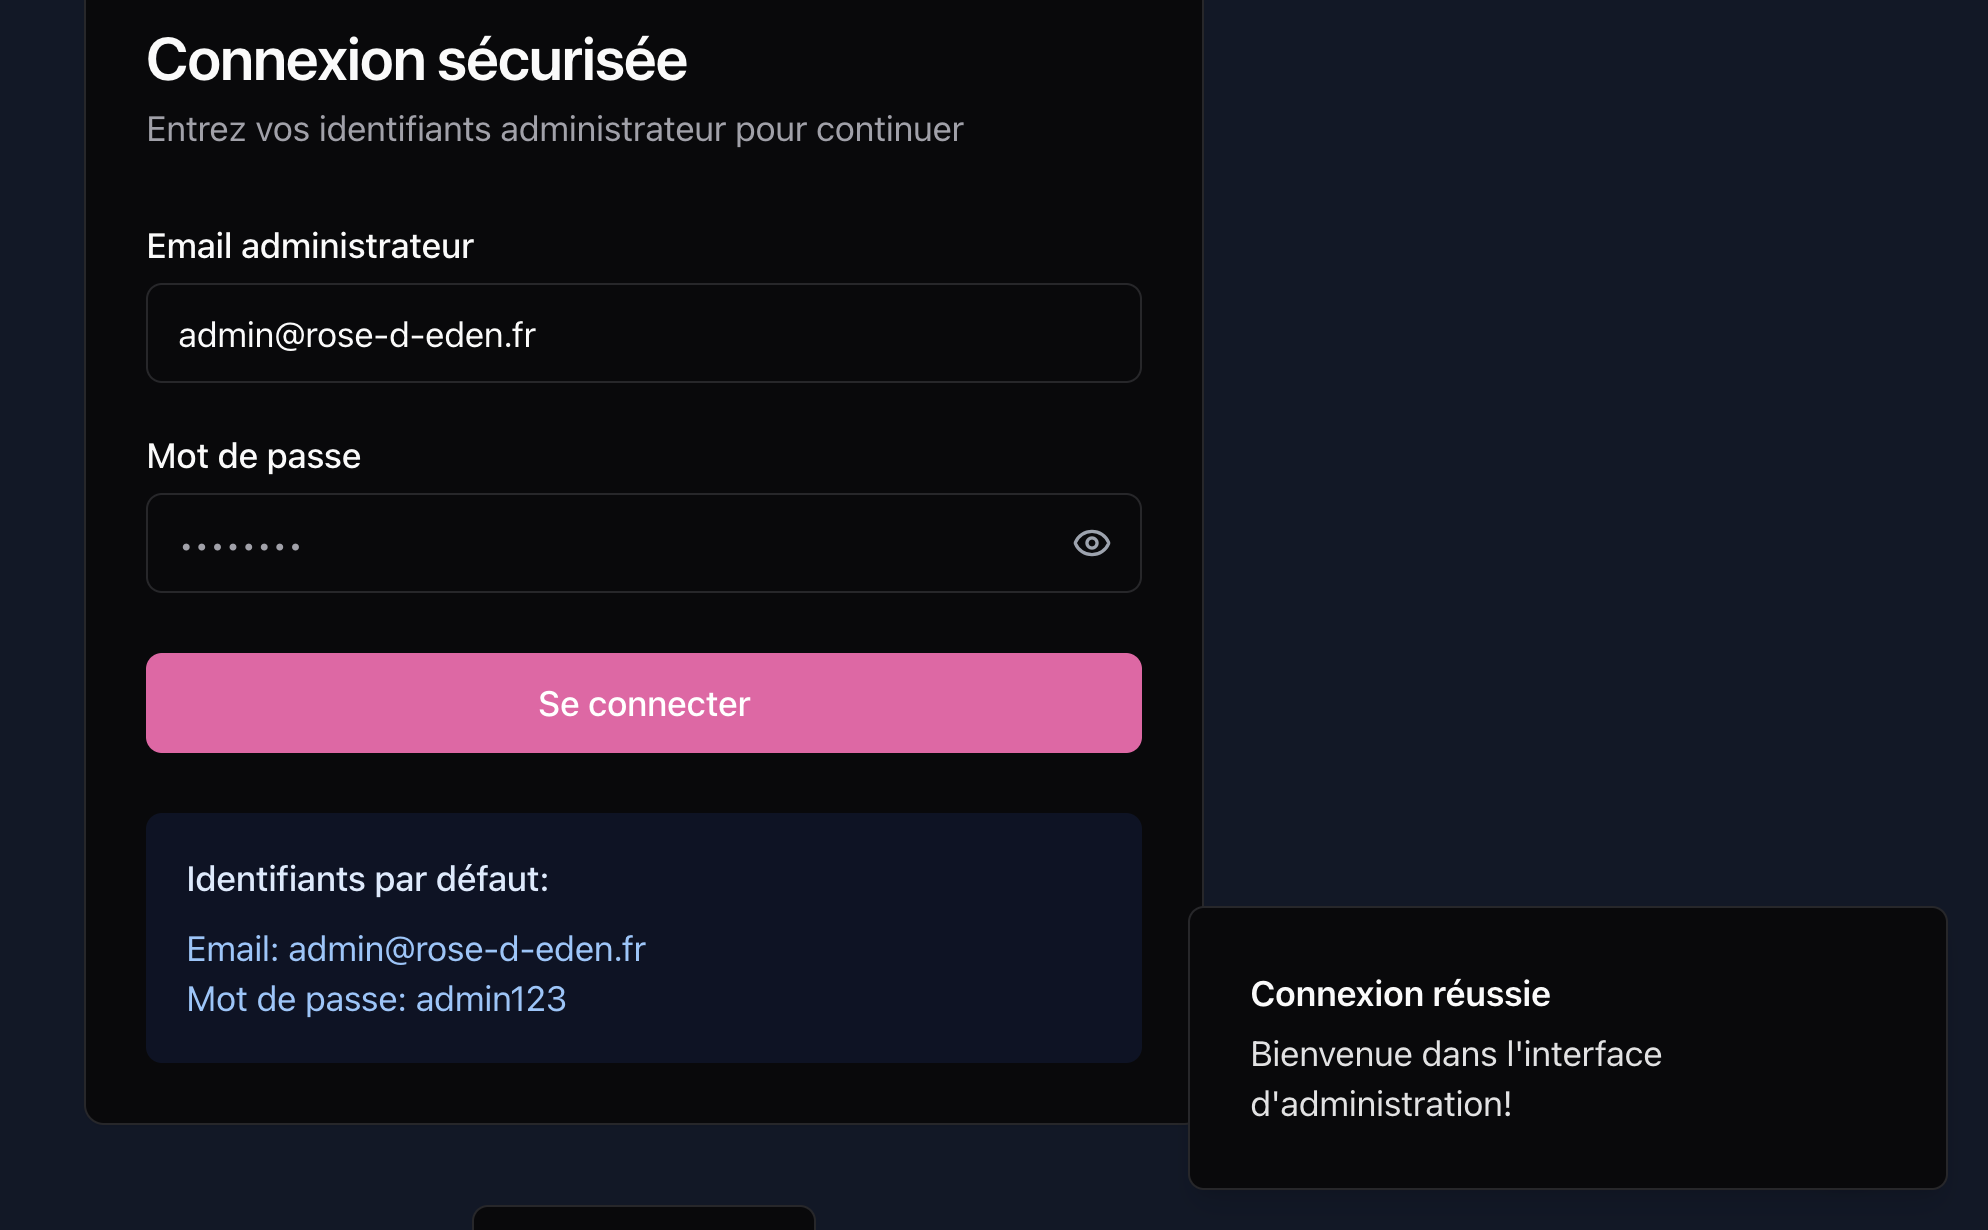 Connexion sécurisée
Entrez vos identifiants administrateur pour continuer
Email administrateur
admin@rose-d-eden.fr
Mot de passe
••••••••
Se connecter
Identifiants par défaut:
Email: admin@rose-d-eden.fr
Mot de passe: admin123
Connexion réussie
Bienvenue dans l'interface
d'administration!